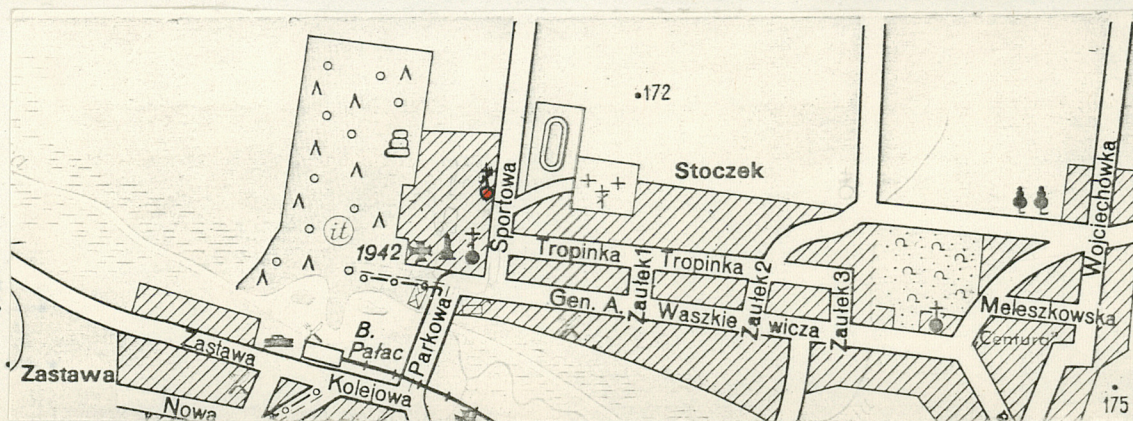 172
Stoczek
Sportowa
Wojciechówka
it
1942
Tropinka
Tropinka
Zaułek 1
Zaułek 2
Zaułek 3
Gen. A. Waszkiewicza
Meleszkowska
"Centura"
B.
Pałac
Parkowa
Zastawa
Zastawa
Kolejowa
Nowa
175